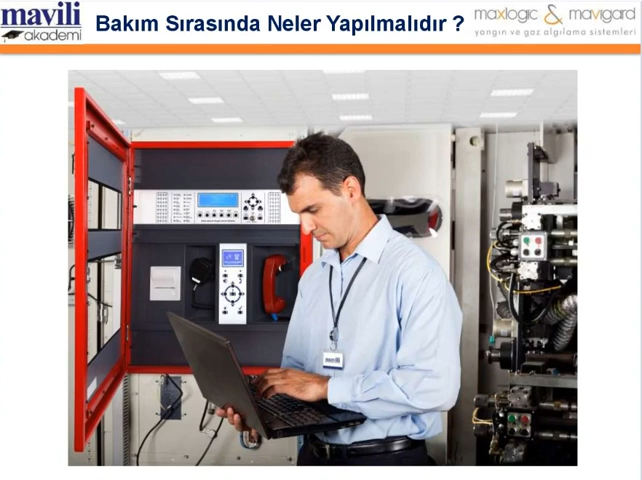 mavili
akademi
Bakım Sırasında Neler Yapılmalıdır ?
maxlogic & mavigard
yangın ve gaz algılama sistemleri
mavili